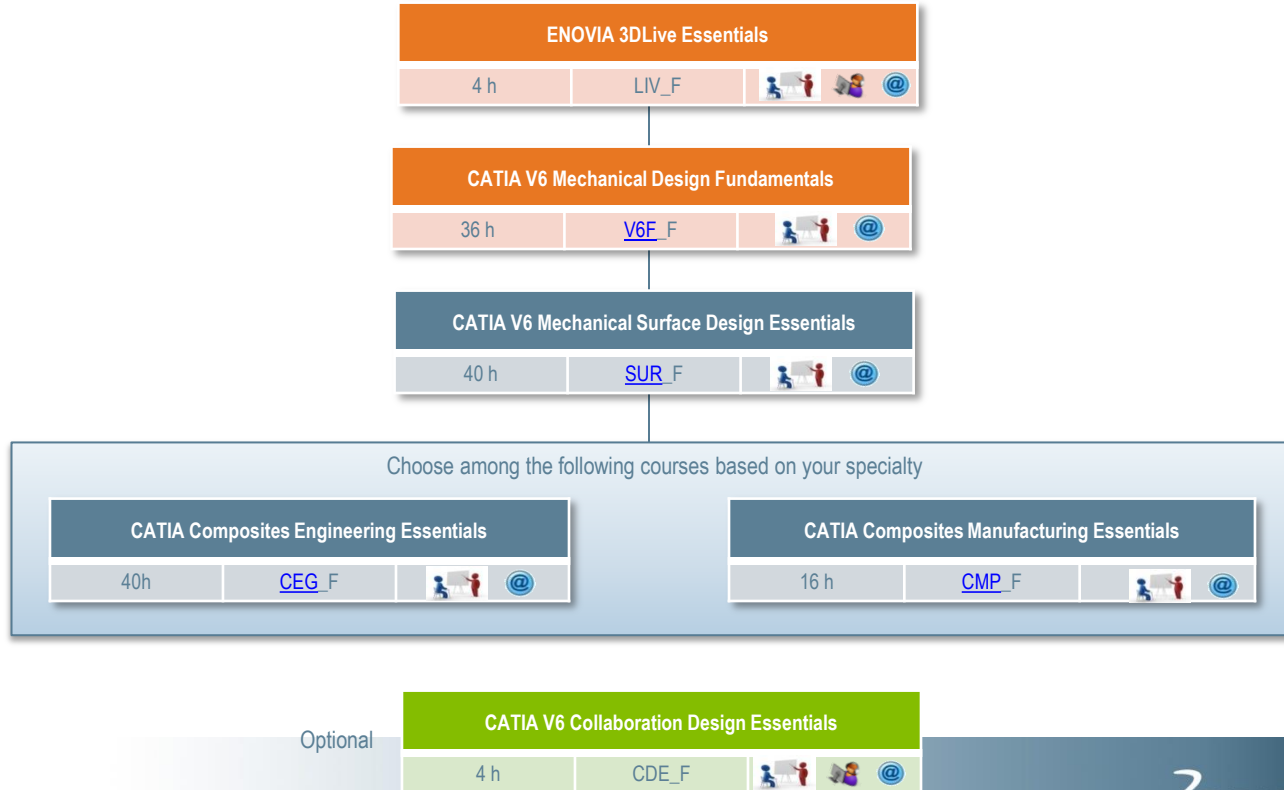 ENOVIA 3DLive Essentials
4 h LIV_F @
CATIA V6 Mechanical Design Fundamentals
36 h V6F_F @
CATIA V6 Mechanical Surface Design Essentials
40 h SUR_F @
Choose among the following courses based on your specialty
CATIA Composites Engineering Essentials
40h CEG_F @
CATIA Composites Manufacturing Essentials
16 h CMP_F @
Optional
CATIA V6 Collaboration Design Essentials
4 h CDE_F @